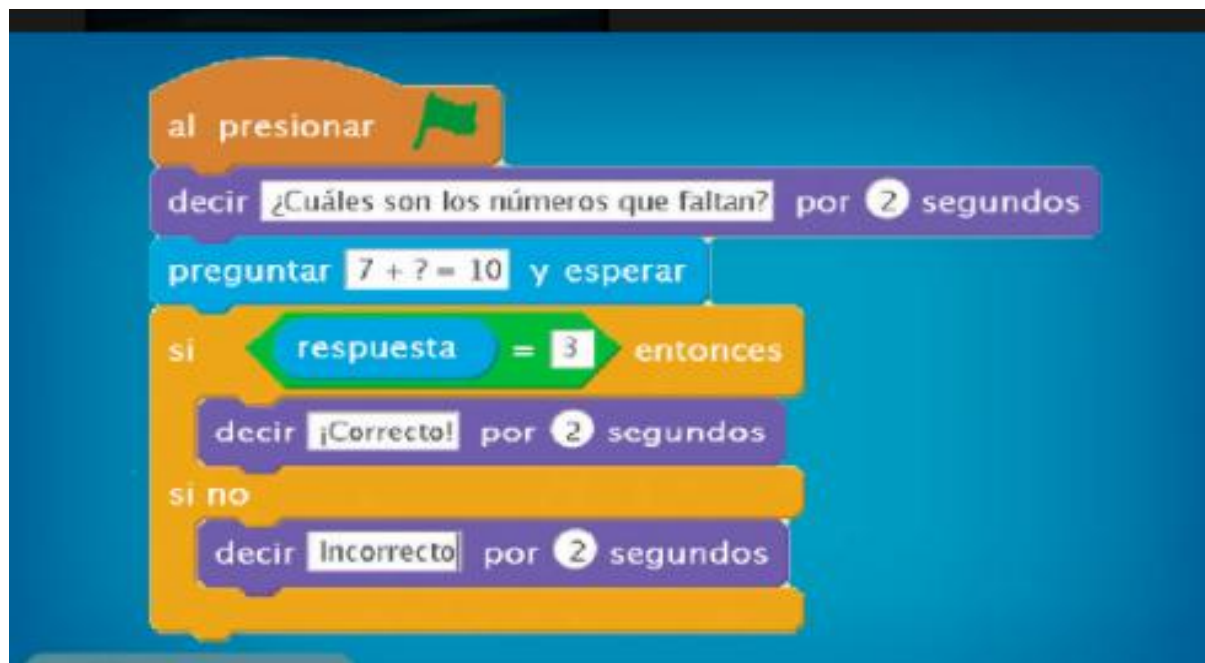 al presionar
decir ¿Cuáles son los números que faltan? por 2 segundos
preguntar 7 + ? = 10 y esperar
si respuesta = 3 entonces
decir ¡Correcto! por 2 segundos
si no
decir Incorrecto por 2 segundos